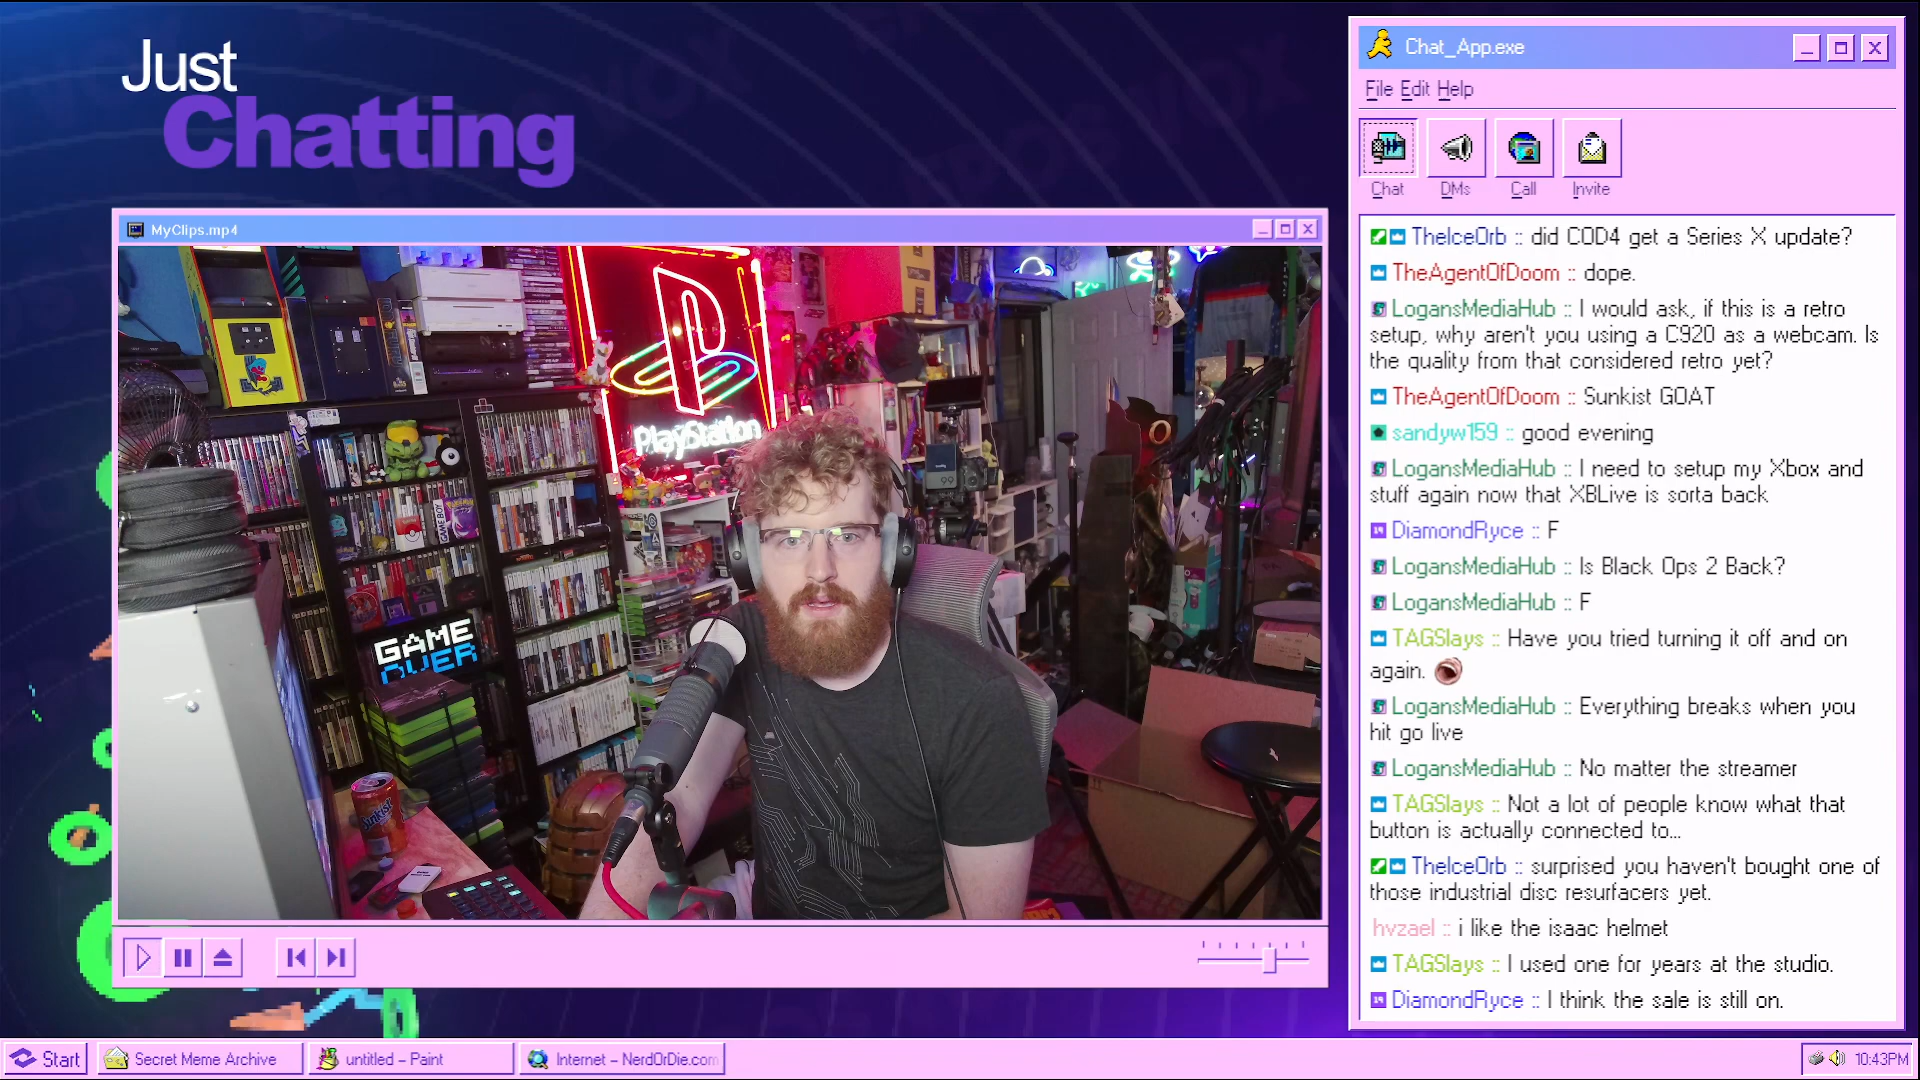 Just
Chatting
MyClips.mp4
PlayStation
GAME
OVER
SUNKIST
Chat_App.exe
File Edit Help
Chat DMs Call Invite
TheIceOrb :: did COD4 get a Series X update?
TheAgentOfDoom :: dope.
LogansMediaHub :: I would ask, if this is a retro
setup, why aren't you using a C920 as a webcam. Is
the quality from that considered retro yet?
TheAgentOfDoom :: Sunkist GOAT
sandyw159 :: good evening
LogansMediaHub :: I need to setup my Xbox and
stuff again now that XBLive is sorta back
DiamondRyce :: F
LogansMediaHub :: Is Black Ops 2 Back?
LogansMediaHub :: F
TAGSlays :: Have you tried turning it off and on
again.
LogansMediaHub :: Everything breaks when you
hit go live
LogansMediaHub :: No matter the streamer
TAGSlays :: Not a lot of people know what that
button is actually connected to...
TheIceOrb :: surprised you haven't bought one of
those industrial disc resurfacers yet.
hvzael :: i like the isaac helmet
TAGSlays :: I used one for years at the studio.
DiamondRyce :: I think the sale is still on.
Start
Secret Meme Archive
untitled - Paint
Internet - NerdOrDie.com
10:43PM